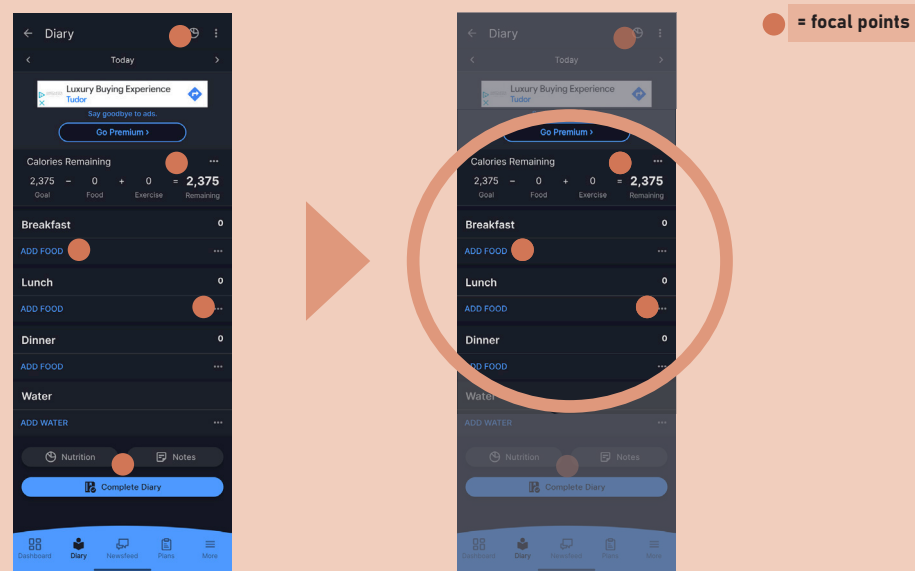 = focal points
Diary
Today
Luxury Buying Experience
Tudor
Say goodbye to ads.
Go Premium ›
Calories Remaining
2,375 − 0 + 0 = 2,375
Goal Food Exercise Remaining
Breakfast 0
ADD FOOD
Lunch 0
ADD FOOD
Dinner 0
ADD FOOD
Water
ADD WATER
Nutrition Notes
Complete Diary
Dashboard Diary Newsfeed Plans More
Diary
Today
Luxury Buying Experience
Tudor
Say goodbye to ads.
Go Premium ›
Calories Remaining
2,375 − 0 + 0 = 2,375
Goal Food Exercise Remaining
Breakfast 0
ADD FOOD
Lunch 0
ADD FOOD
Dinner 0
ADD FOOD
Water
ADD WATER
Nutrition Notes
Complete Diary
Dashboard Diary Newsfeed Plans More